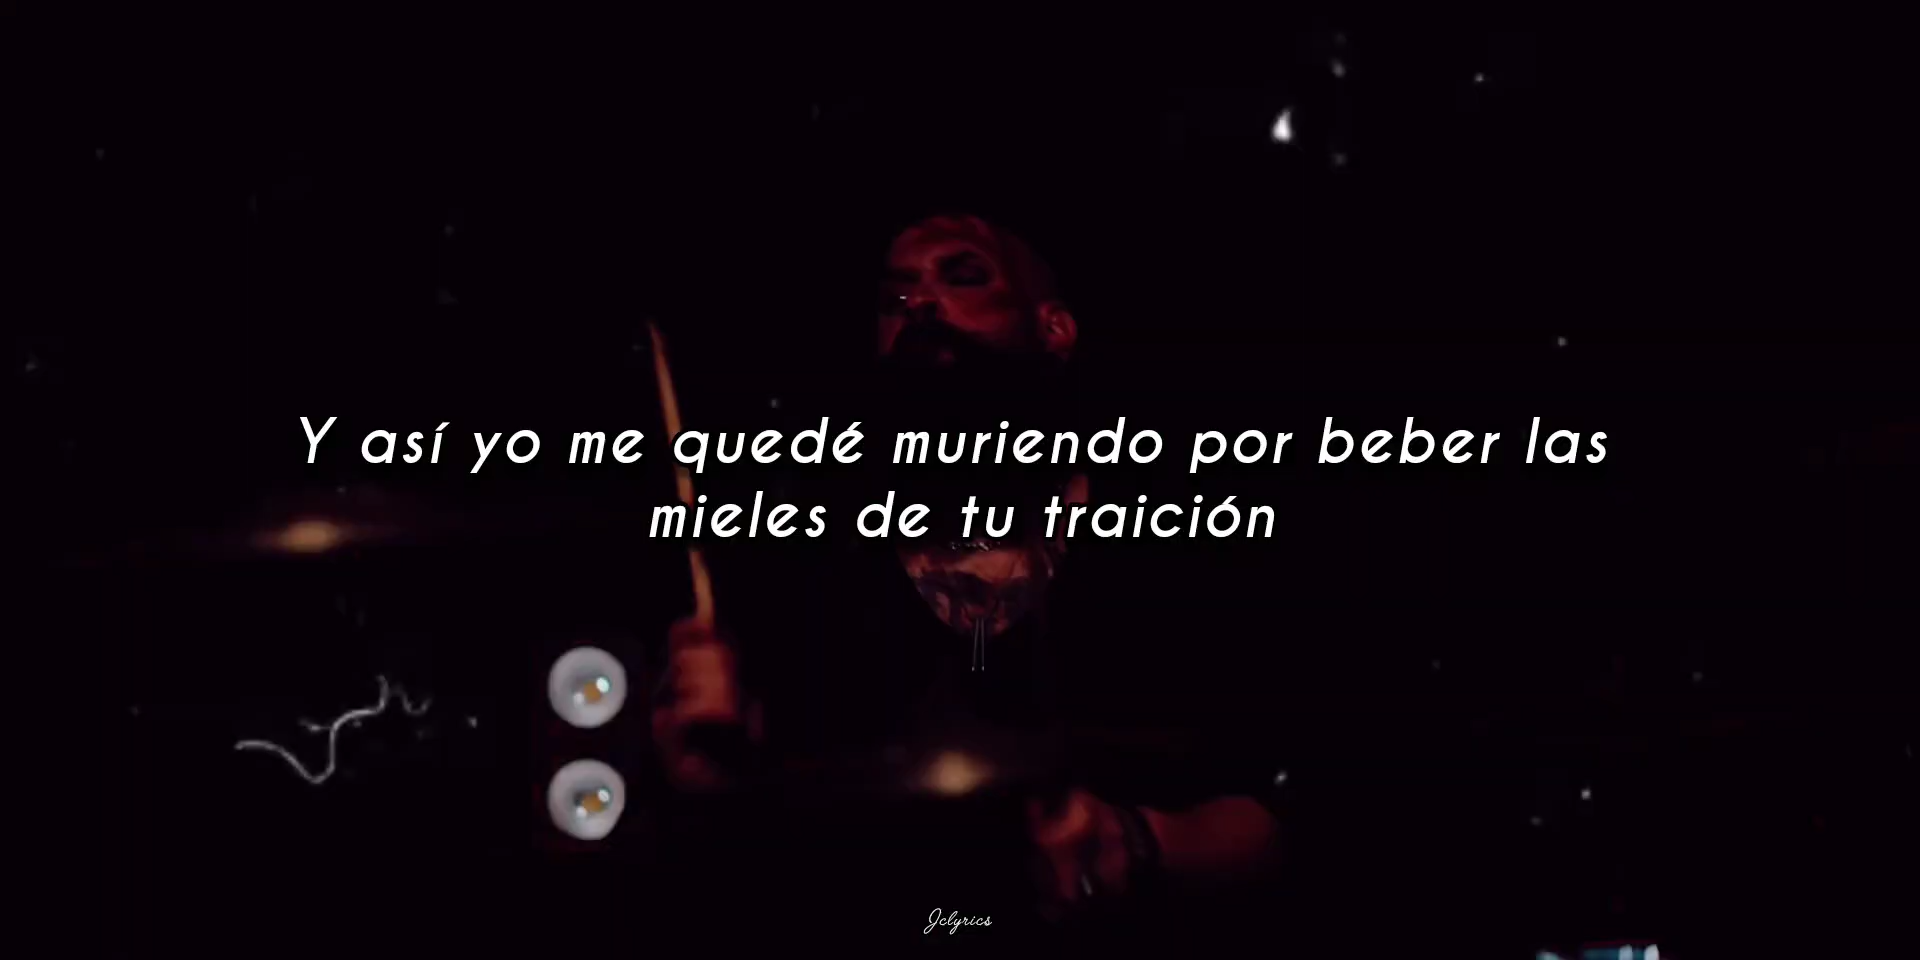 Y así yo me quedé muriendo por beber las
mieles de tu traición
Jclyrics